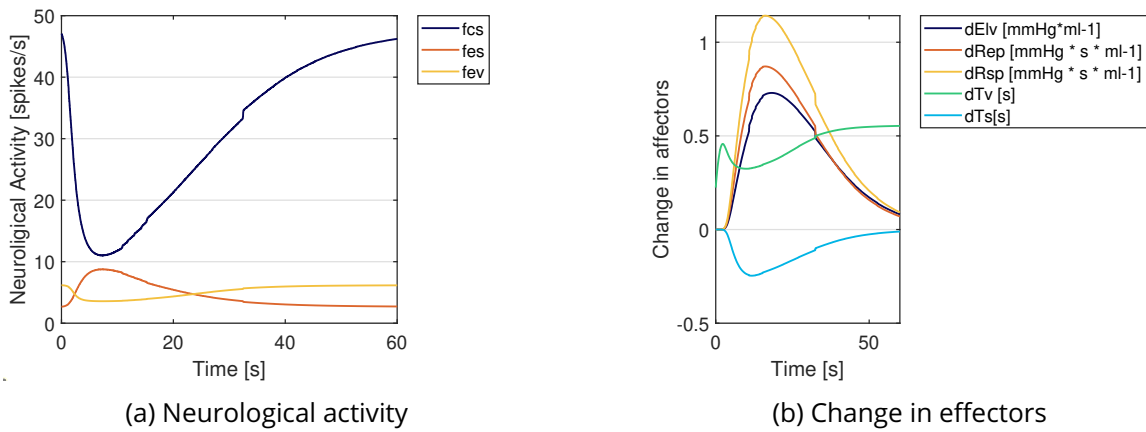 50
40
30
20
10
0
0
20
40
60
Neurological Activity [spikes/s]
Time [s]
fcs
fes
fev
(a) Neurological activity
1
0.5
0
-0.5
0
50
Change in affectors
Time [s]
dElv [mmHg*ml-1]
dRep [mmHg * s * ml-1]
dRsp [mmHg * s * ml-1]
dTv [s]
dTs[s]
(b) Change in effectors